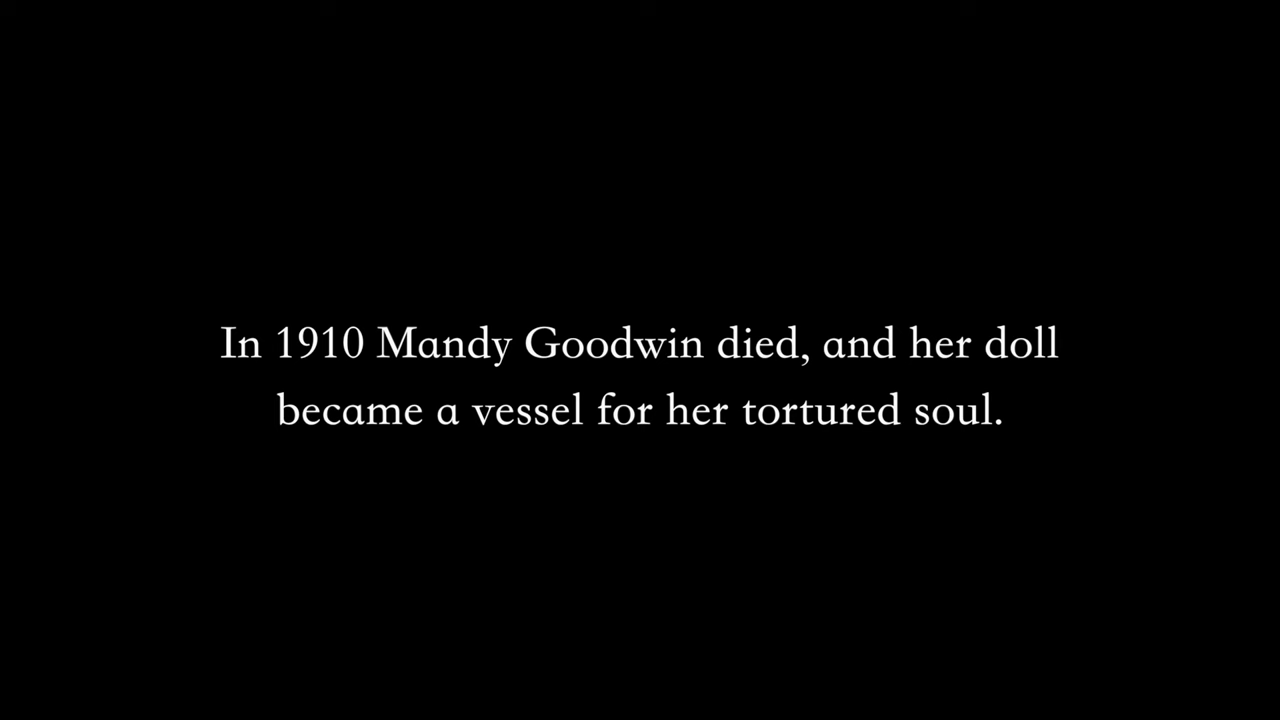 In 1910 Mandy Goodwin died, and her doll
became a vessel for her tortured soul.